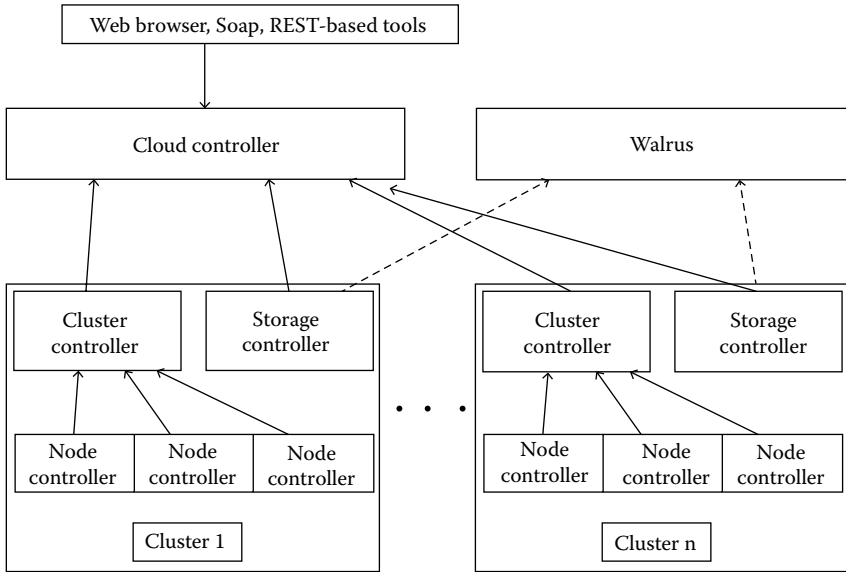 Web browser, Soap, REST-based tools
Cloud controller
Walrus
Cluster
controller
Storage
controller
Cluster
controller
Storage
controller
Node
controller
Node
controller
Node
controller
Node
controller
Node
controller
Node
controller
Cluster 1
Cluster n